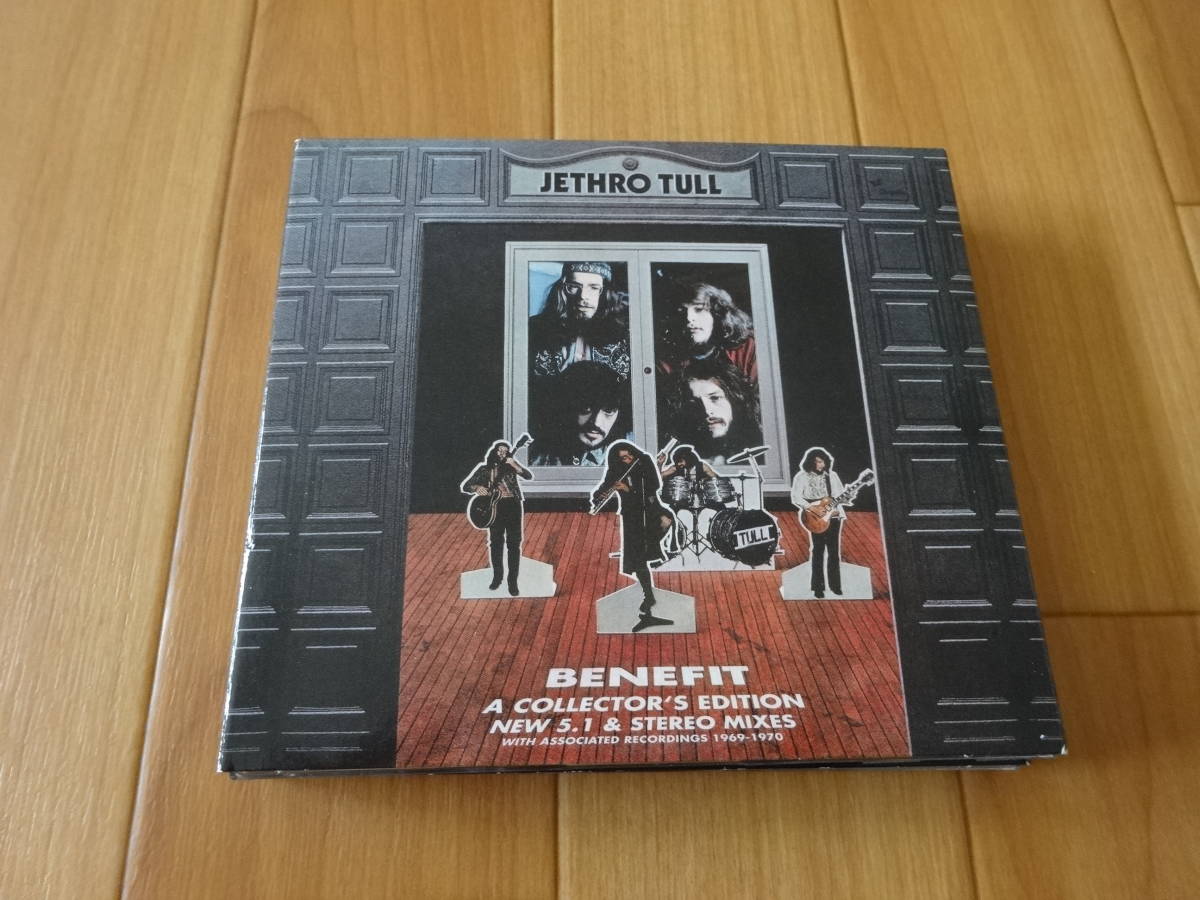 JETHRO TULL
TULL
BENEFIT
A COLLECTOR'S EDITION
NEW 5.1 & STEREO MIXES
WITH ASSOCIATED RECORDINGS 1969-1970